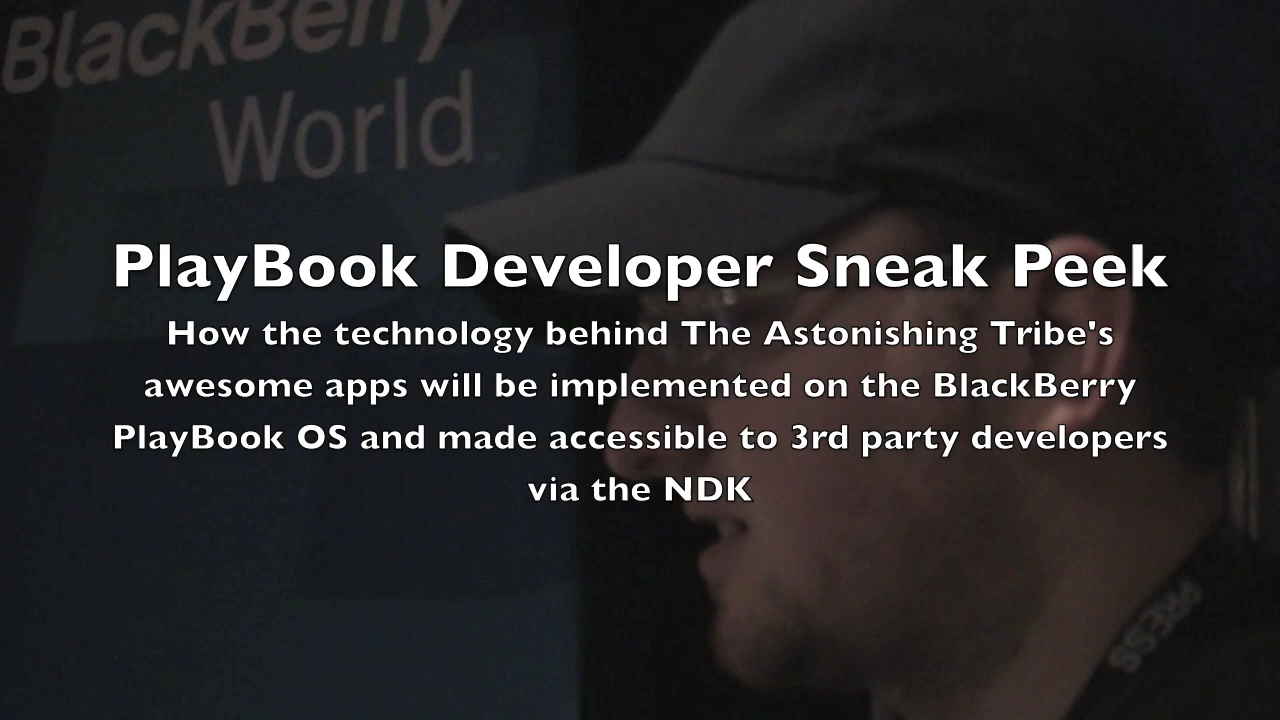 BlackBerry
World
PlayBook Developer Sneak Peek
How the technology behind The Astonishing Tribe's
awesome apps will be implemented on the BlackBerry
PlayBook OS and made accessible to 3rd party developers
via the NDK
PRESS